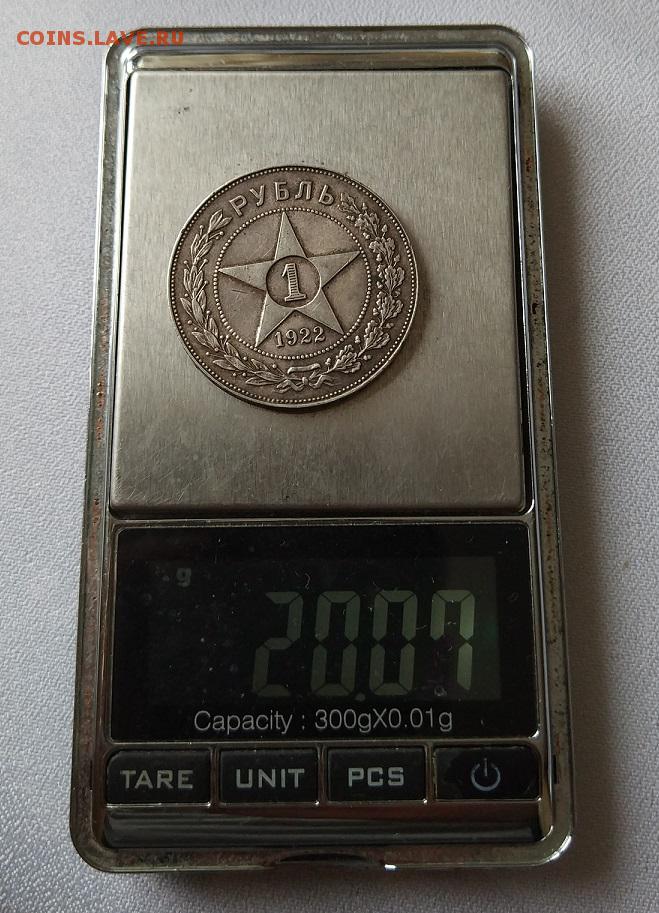 COINS.LAVE.RU
РУБЛЬ
1
1922
g
20.07
Capacity : 300gX0.01g
TARE UNIT PCS